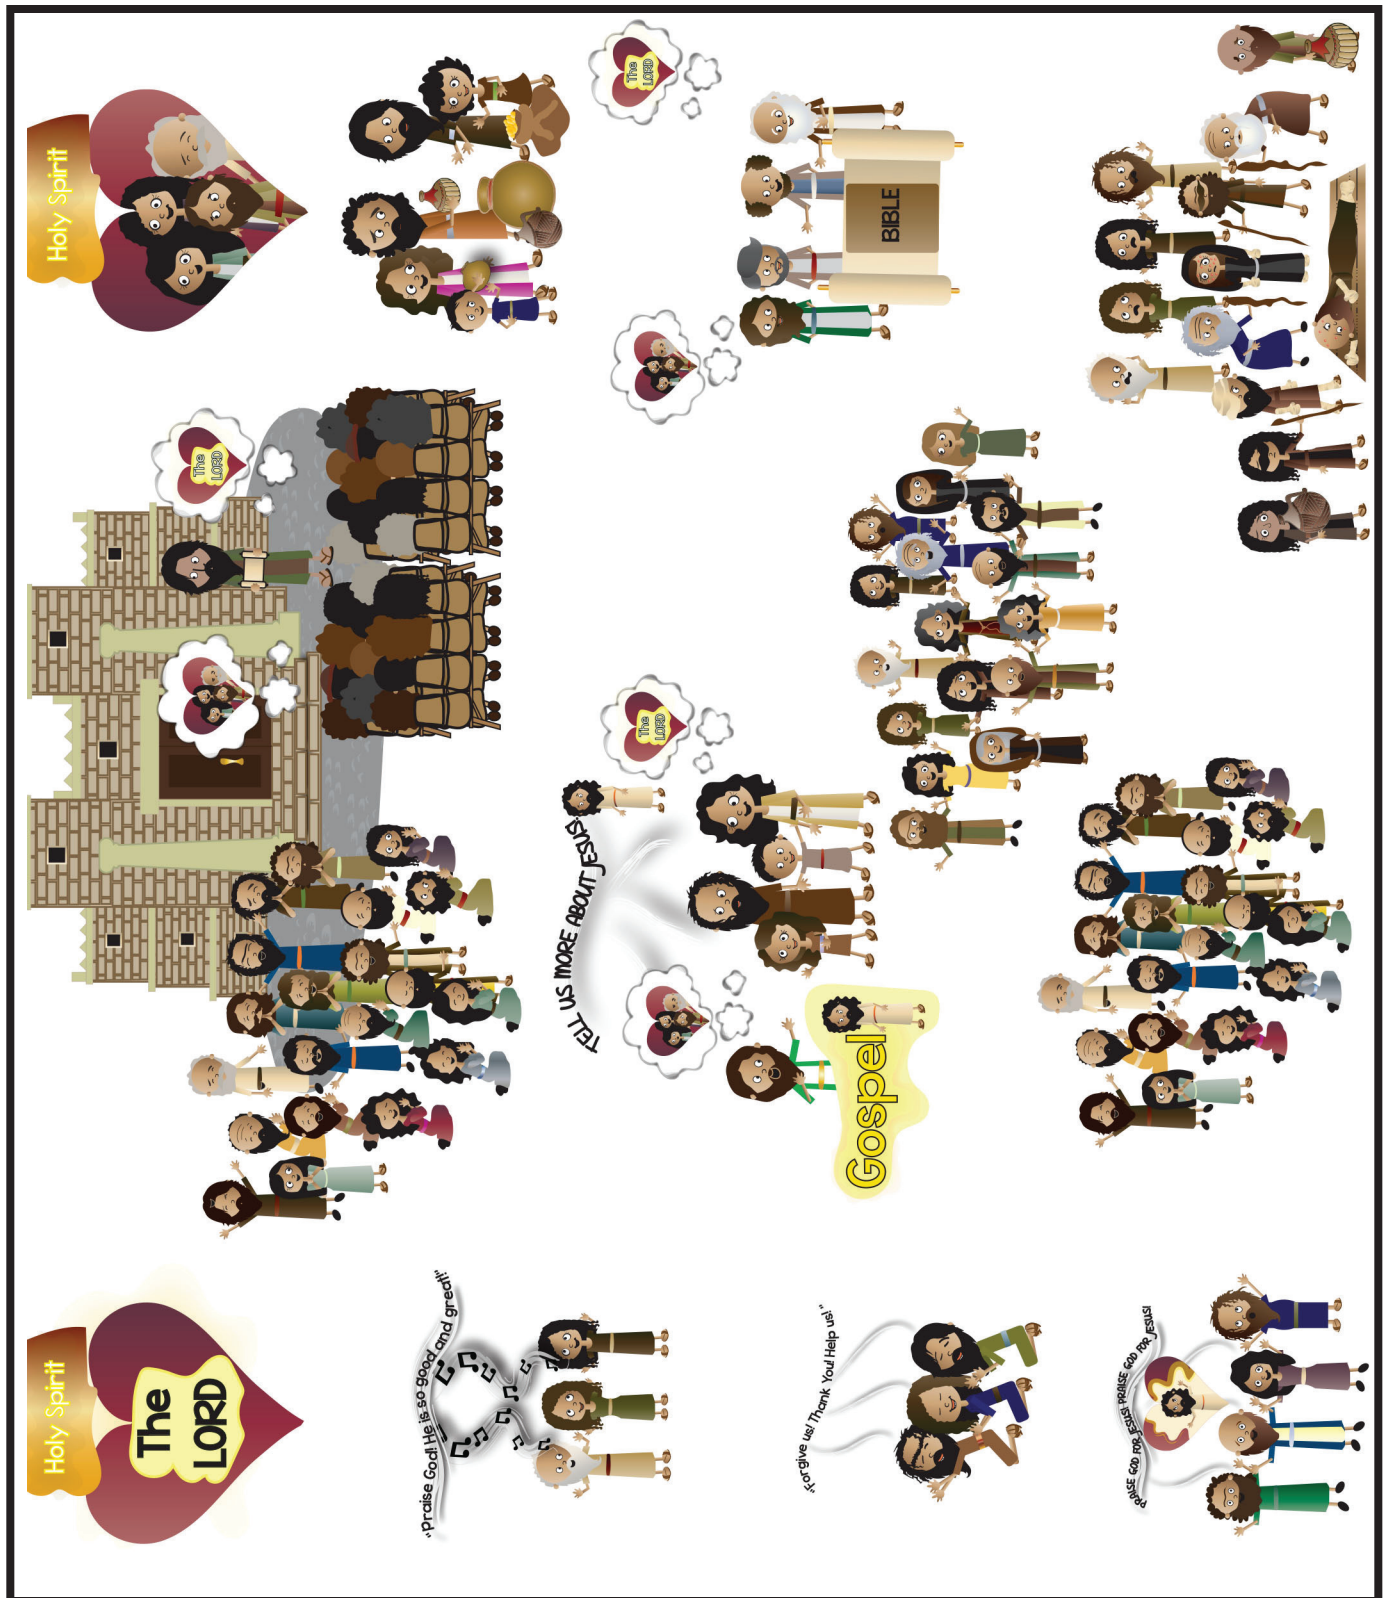 Holy Spirit
The
LORD
"Praise God! He is so good and great!"
"Forgive us! Thank You! Help us!"
PRAISE GOD FOR JESUS! PRAISE GOD FOR JESUS!
The
LORD
TELL US MORE ABOUT JESUS!
The
LORD
Gospel
Holy Spirit
The
LORD
BIBLE